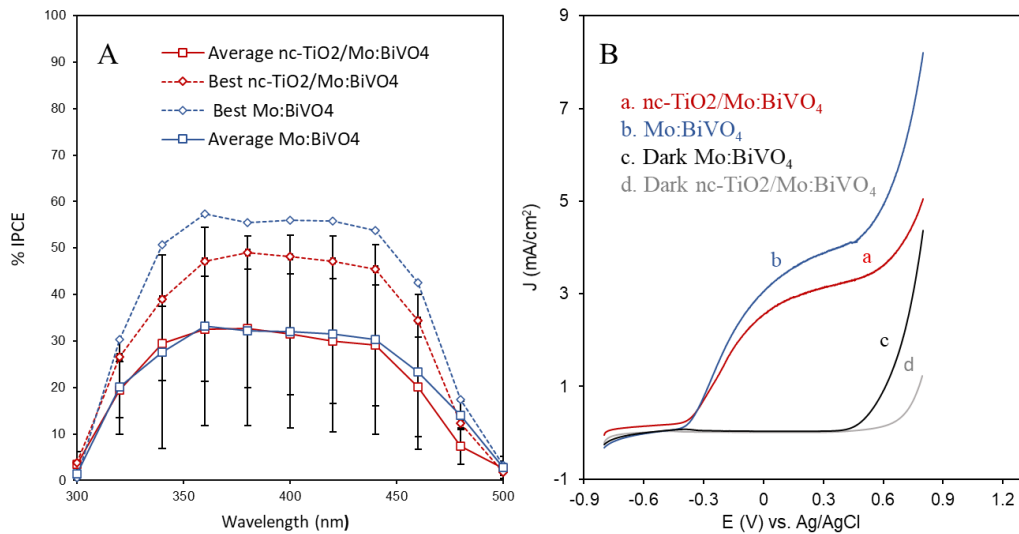 A
Average nc-TiO2/Mo:BiVO4
Best nc-TiO2/Mo:BiVO4
Best Mo:BiVO4
Average Mo:BiVO4
% IPCE
100
90
80
70
60
50
40
30
20
10
0
300
350
400
450
500
Wavelength (nm)
B
a. nc-TiO2/Mo:BiVO₄
b. Mo:BiVO₄
c. Dark Mo:BiVO₄
d. Dark nc-TiO2/Mo:BiVO₄
b
a
c
d
J (mA/cm²)
9
7
5
3
1
-1
-0.9
-0.6
-0.3
0
0.3
0.6
0.9
1.2
E (V) vs. Ag/AgCl